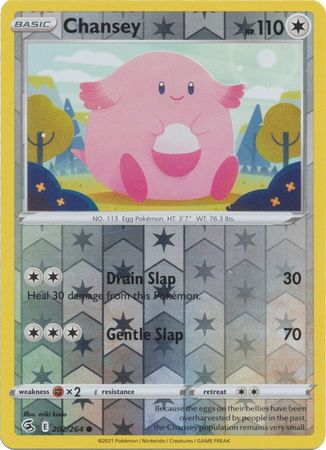 BASIC Chansey HP 110
NO. 113 Egg Pokémon HT: 3'7" WT: 76.3 lbs.
Drain Slap 30
Heal 30 damage from this Pokémon.
Gentle Slap 70
weakness ×2 resistance retreat
Illus. miki kudo
E 202/264 ●
Because the eggs on their bellies have been
overharvested by people in the past,
the Chansey population remains very small.
©2021 Pokémon / Nintendo / Creatures / GAME FREAK